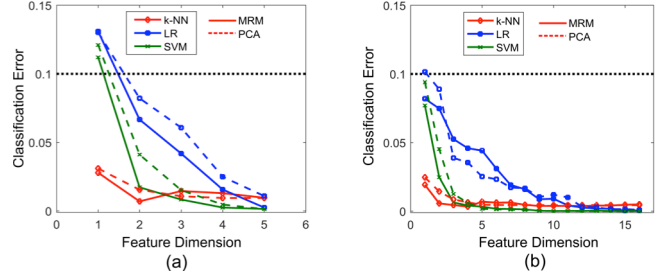 k-NN
LR
SVM
MRM
PCA
0.15
0.1
0.05
0
Classification Error
0 1 2 3 4 5 6
Feature Dimension
(a)
k-NN
LR
SVM
MRM
PCA
0.15
0.1
0.05
0
Classification Error
0 5 10 15
Feature Dimension
(b)